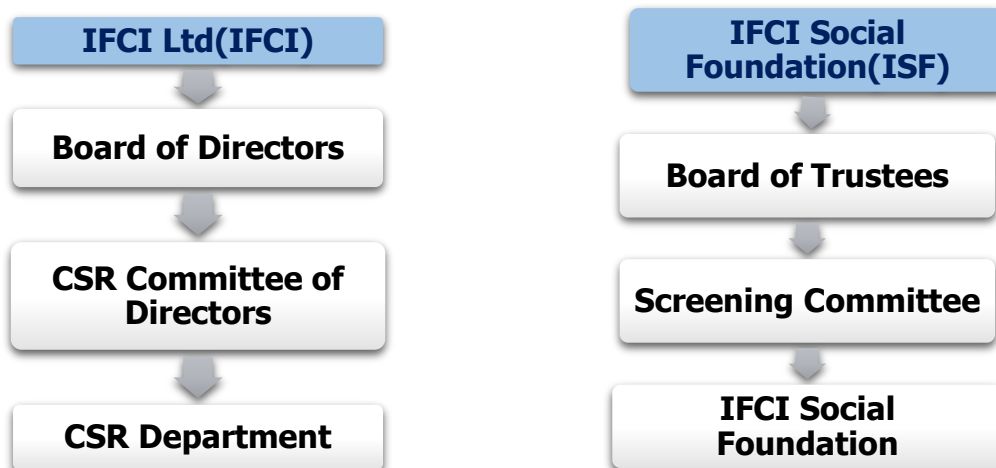 IFCI Ltd(IFCI)
Board of Directors
CSR Committee of
Directors
CSR Department
IFCI Social
Foundation(ISF)
Board of Trustees
Screening Committee
IFCI Social
Foundation